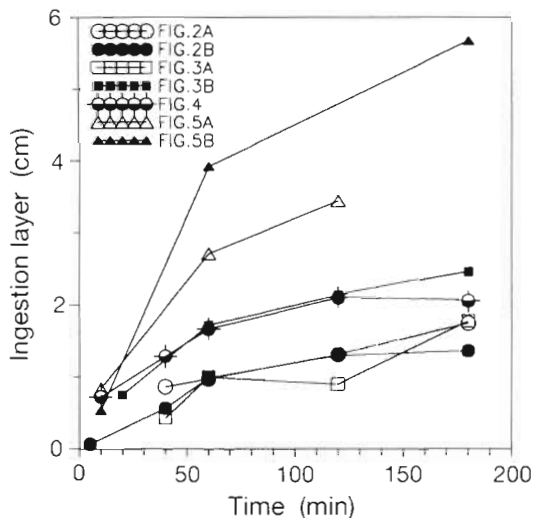 6
FIG.2A
FIG.2B
FIG.3A
FIG.3B
FIG.4
FIG.5A
FIG.5B
4
2
0
Ingestion layer (cm)
0 50 100 150 200
Time (min)